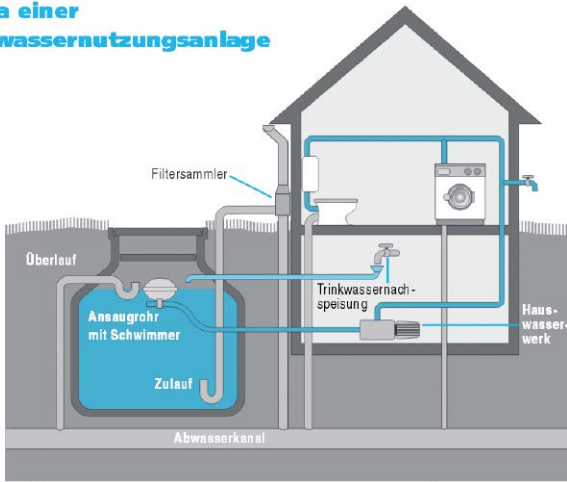 a einer
wassernutzungsanlage
Filtersammler
Überlauf
Ansaugrohr
mit Schwimmer
Trinkwassernach-
speisung
Haus-
wasser-
werk
Zulauf
Abwasserkanal